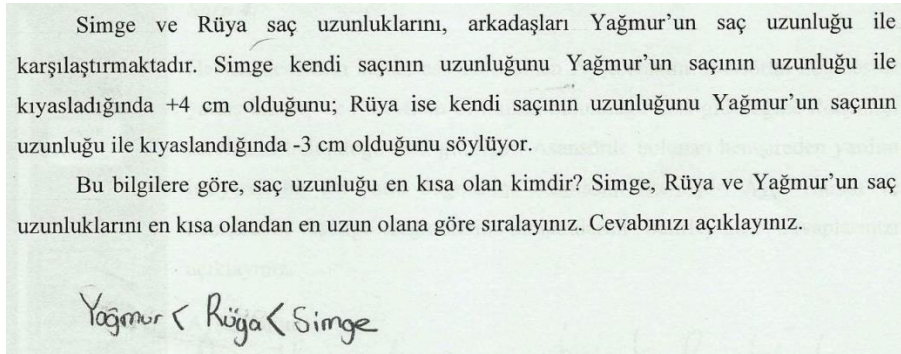 Simge ve Rüya saç uzunluklarını, arkadaşları Yağmur'un saç uzunluğu ile
karşılaştırmaktadır. Simge kendi saçının uzunluğunu Yağmur'un saçının uzunluğu ile
kıyasladığında +4 cm olduğunu; Rüya ise kendi saçının uzunluğunu Yağmur'un saçının
uzunluğu ile kıyaslandığında -3 cm olduğunu söylüyor.
Bu bilgilere göre, saç uzunluğu en kısa olan kimdir? Simge, Rüya ve Yağmur'un saç
uzunluklarını en kısa olandan en uzun olana göre sıralayınız. Cevabınızı açıklayınız.
Yağmur < Rüya < Simge